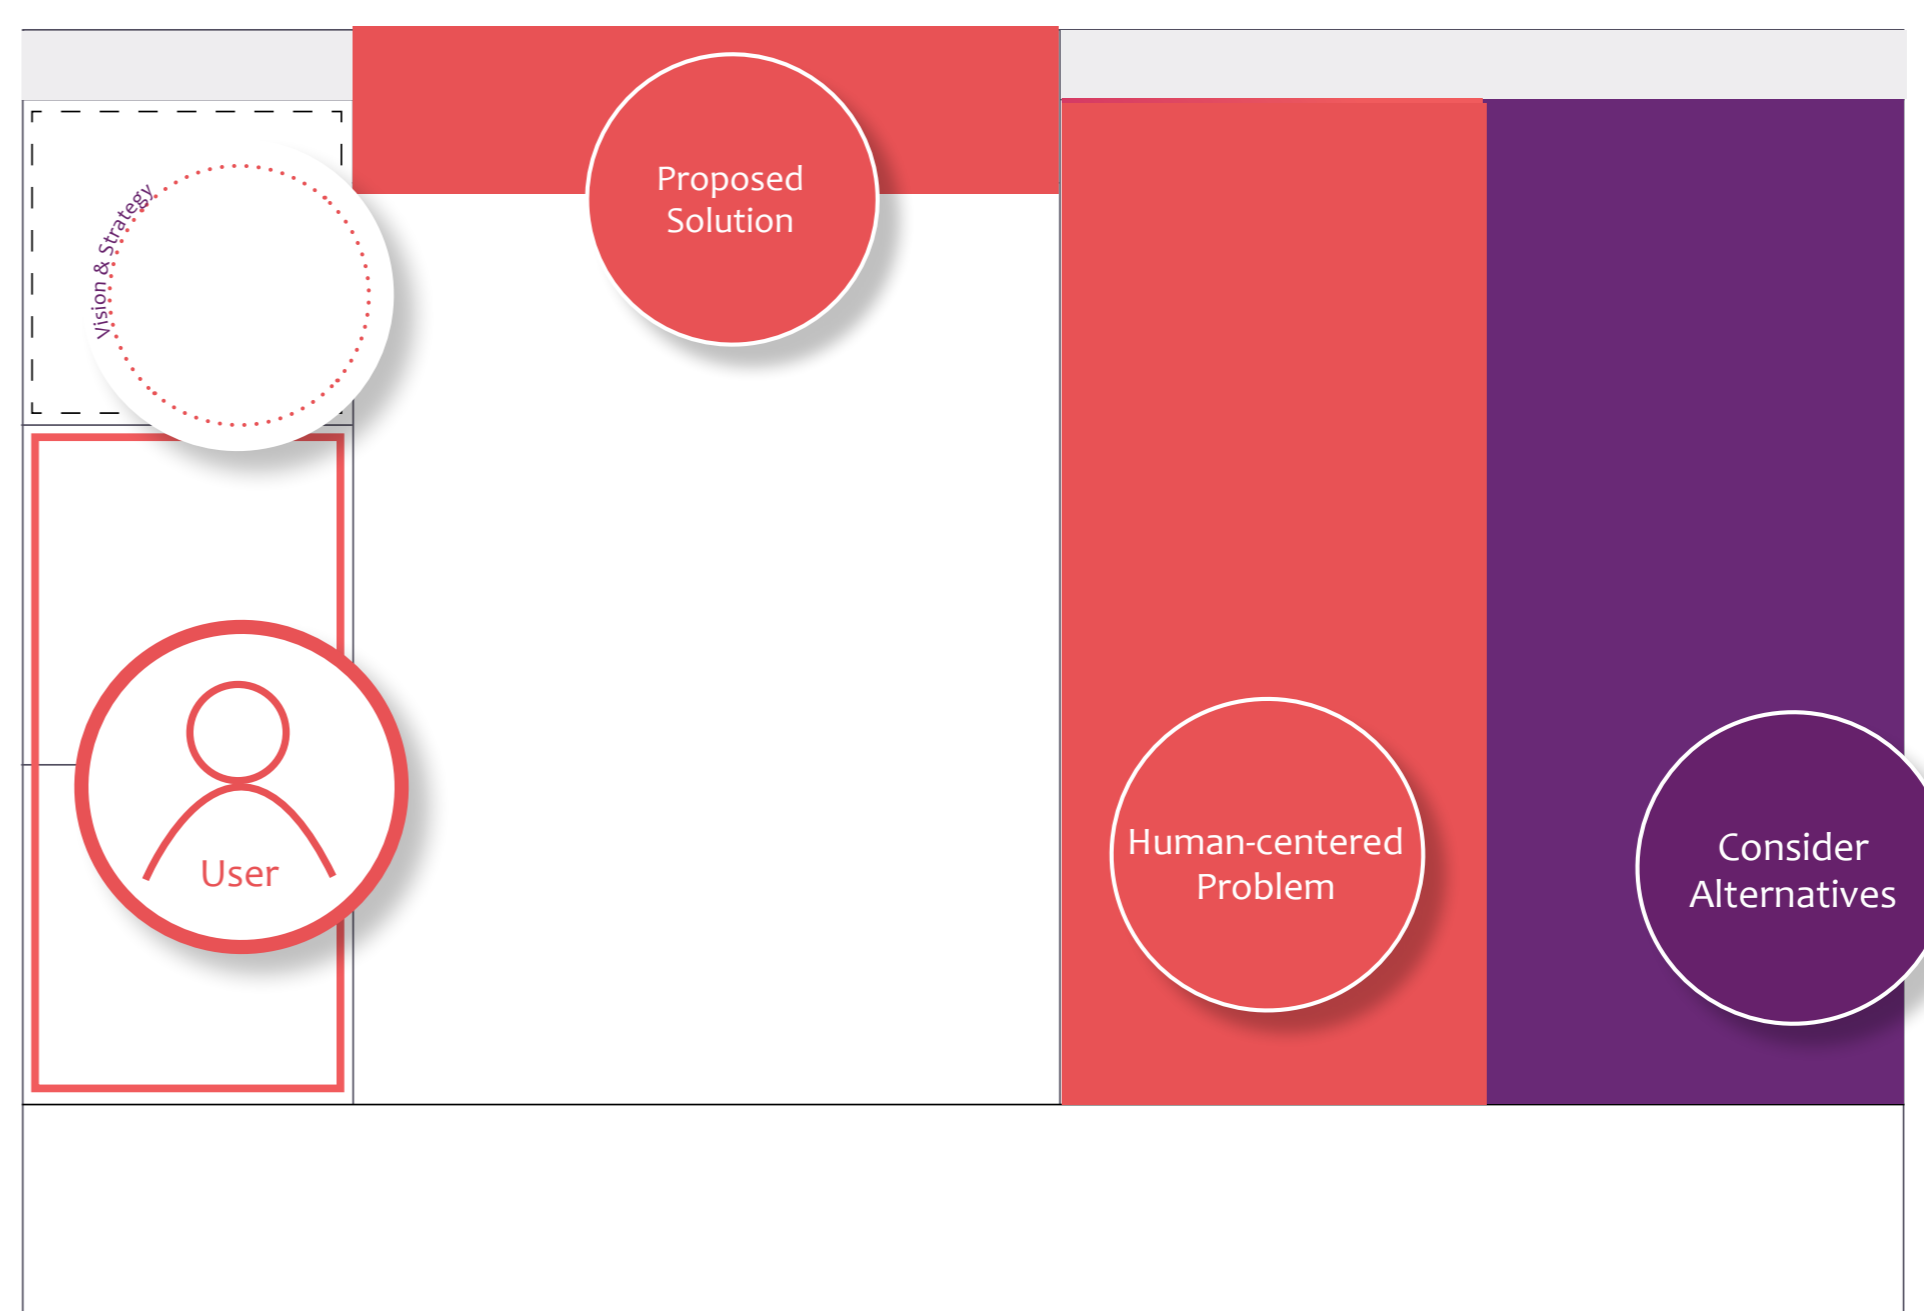 Proposed
Solution
Vision & Strategy
Human-centered
Problem
Consider
Alternatives
User